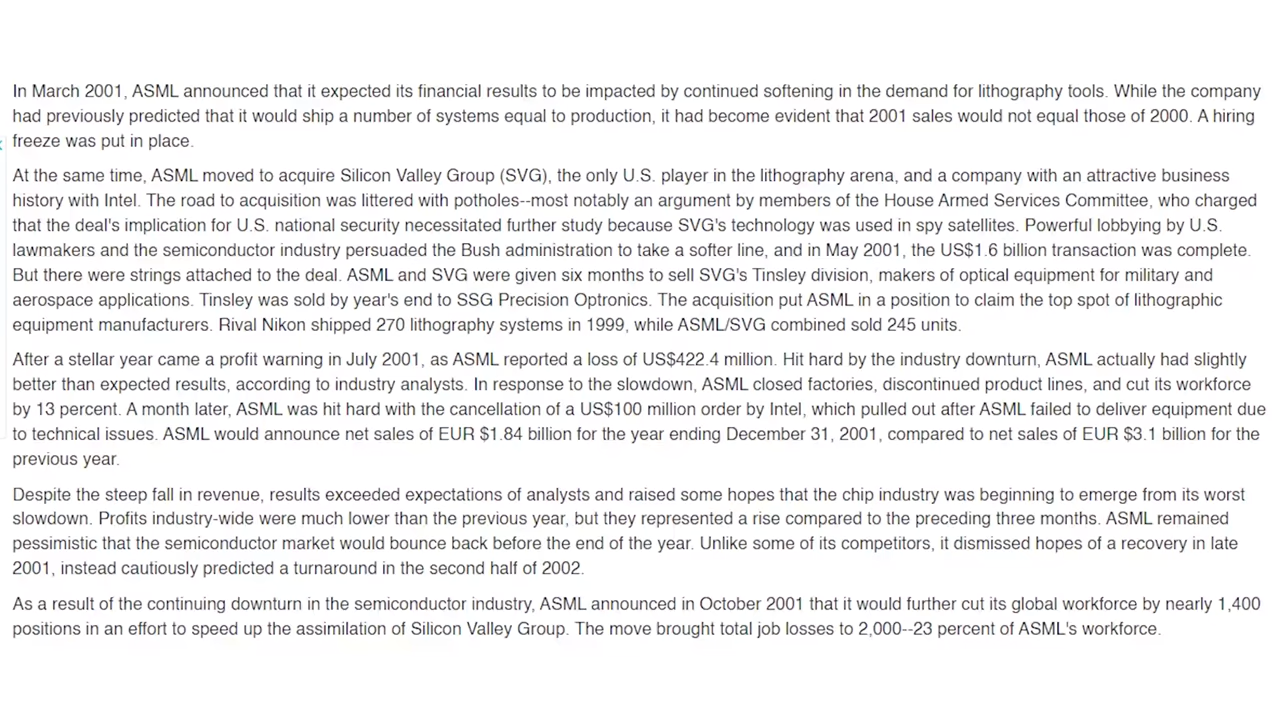 In March 2001, ASML announced that it expected its financial results to be impacted by continued softening in the demand for lithography tools. While the company
had previously predicted that it would ship a number of systems equal to production, it had become evident that 2001 sales would not equal those of 2000. A hiring
freeze was put in place.
At the same time, ASML moved to acquire Silicon Valley Group (SVG), the only U.S. player in the lithography arena, and a company with an attractive business
history with Intel. The road to acquisition was littered with potholes--most notably an argument by members of the House Armed Services Committee, who charged
that the deal's implication for U.S. national security necessitated further study because SVG's technology was used in spy satellites. Powerful lobbying by U.S.
lawmakers and the semiconductor industry persuaded the Bush administration to take a softer line, and in May 2001, the US$1.6 billion transaction was complete.
But there were strings attached to the deal. ASML and SVG were given six months to sell SVG's Tinsley division, makers of optical equipment for military and
aerospace applications. Tinsley was sold by year's end to SSG Precision Optronics. The acquisition put ASML in a position to claim the top spot of lithographic
equipment manufacturers. Rival Nikon shipped 270 lithography systems in 1999, while ASML/SVG combined sold 245 units.
After a stellar year came a profit warning in July 2001, as ASML reported a loss of US$422.4 million. Hit hard by the industry downturn, ASML actually had slightly
better than expected results, according to industry analysts. In response to the slowdown, ASML closed factories, discontinued product lines, and cut its workforce
by 13 percent. A month later, ASML was hit hard with the cancellation of a US$100 million order by Intel, which pulled out after ASML failed to deliver equipment due
to technical issues. ASML would announce net sales of EUR $1.84 billion for the year ending December 31, 2001, compared to net sales of EUR $3.1 billion for the
previous year.
Despite the steep fall in revenue, results exceeded expectations of analysts and raised some hopes that the chip industry was beginning to emerge from its worst
slowdown. Profits industry-wide were much lower than the previous year, but they represented a rise compared to the preceding three months. ASML remained
pessimistic that the semiconductor market would bounce back before the end of the year. Unlike some of its competitors, it dismissed hopes of a recovery in late
2001, instead cautiously predicted a turnaround in the second half of 2002.
As a result of the continuing downturn in the semiconductor industry, ASML announced in October 2001 that it would further cut its global workforce by nearly 1,400
positions in an effort to speed up the assimilation of Silicon Valley Group. The move brought total job losses to 2,000--23 percent of ASML's workforce.